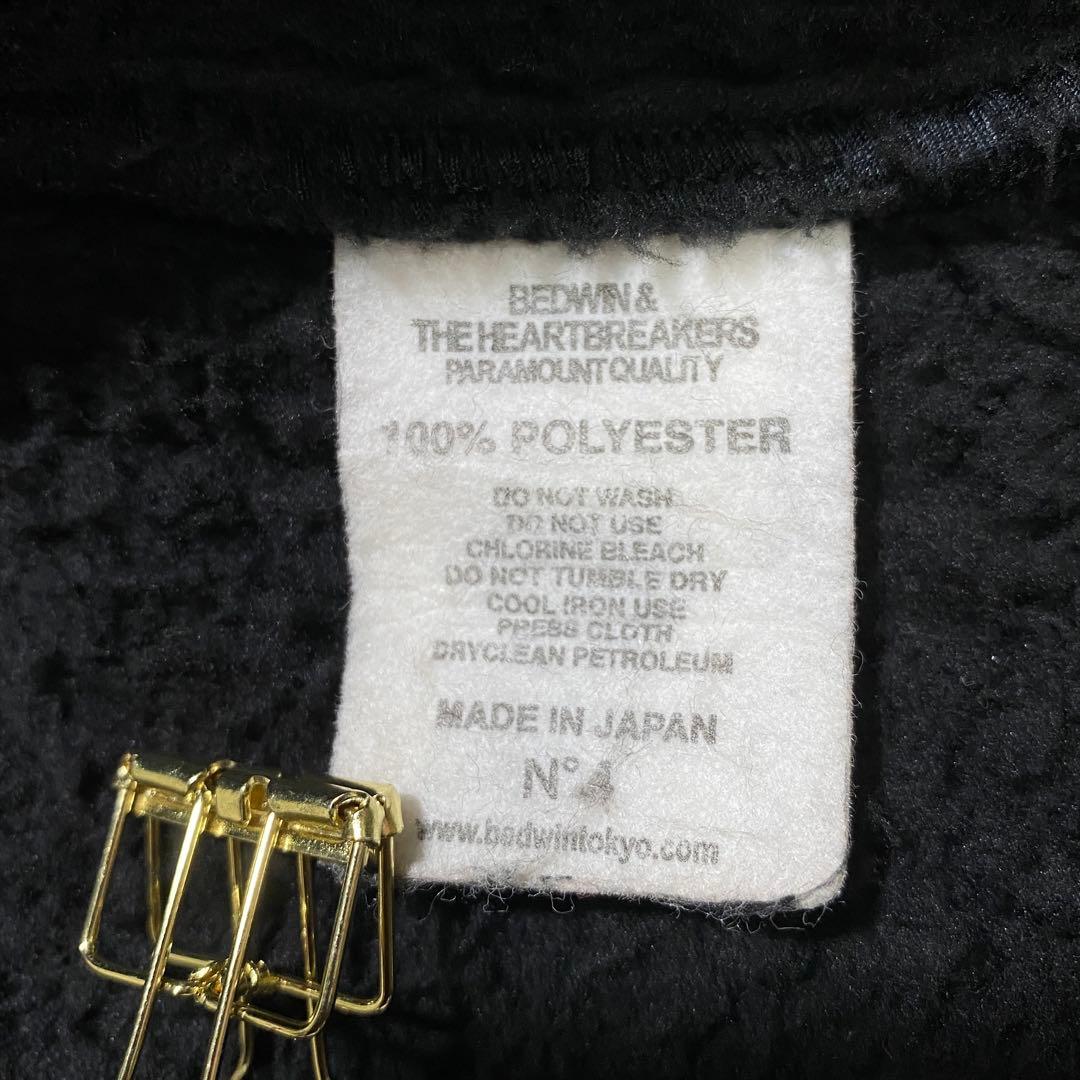 BEDWIN &
THE HEARTBREAKERS
PARAMOUNT QUALITY
100% POLYESTER
DO NOT WASH
DO NOT USE
CHLORINE BLEACH
DO NOT TUMBLE DRY
COOL IRON USE
PRESS CLOTH
DRYCLEAN PETROLEUM
MADE IN JAPAN
N° 4
www.bedwintokyo.com